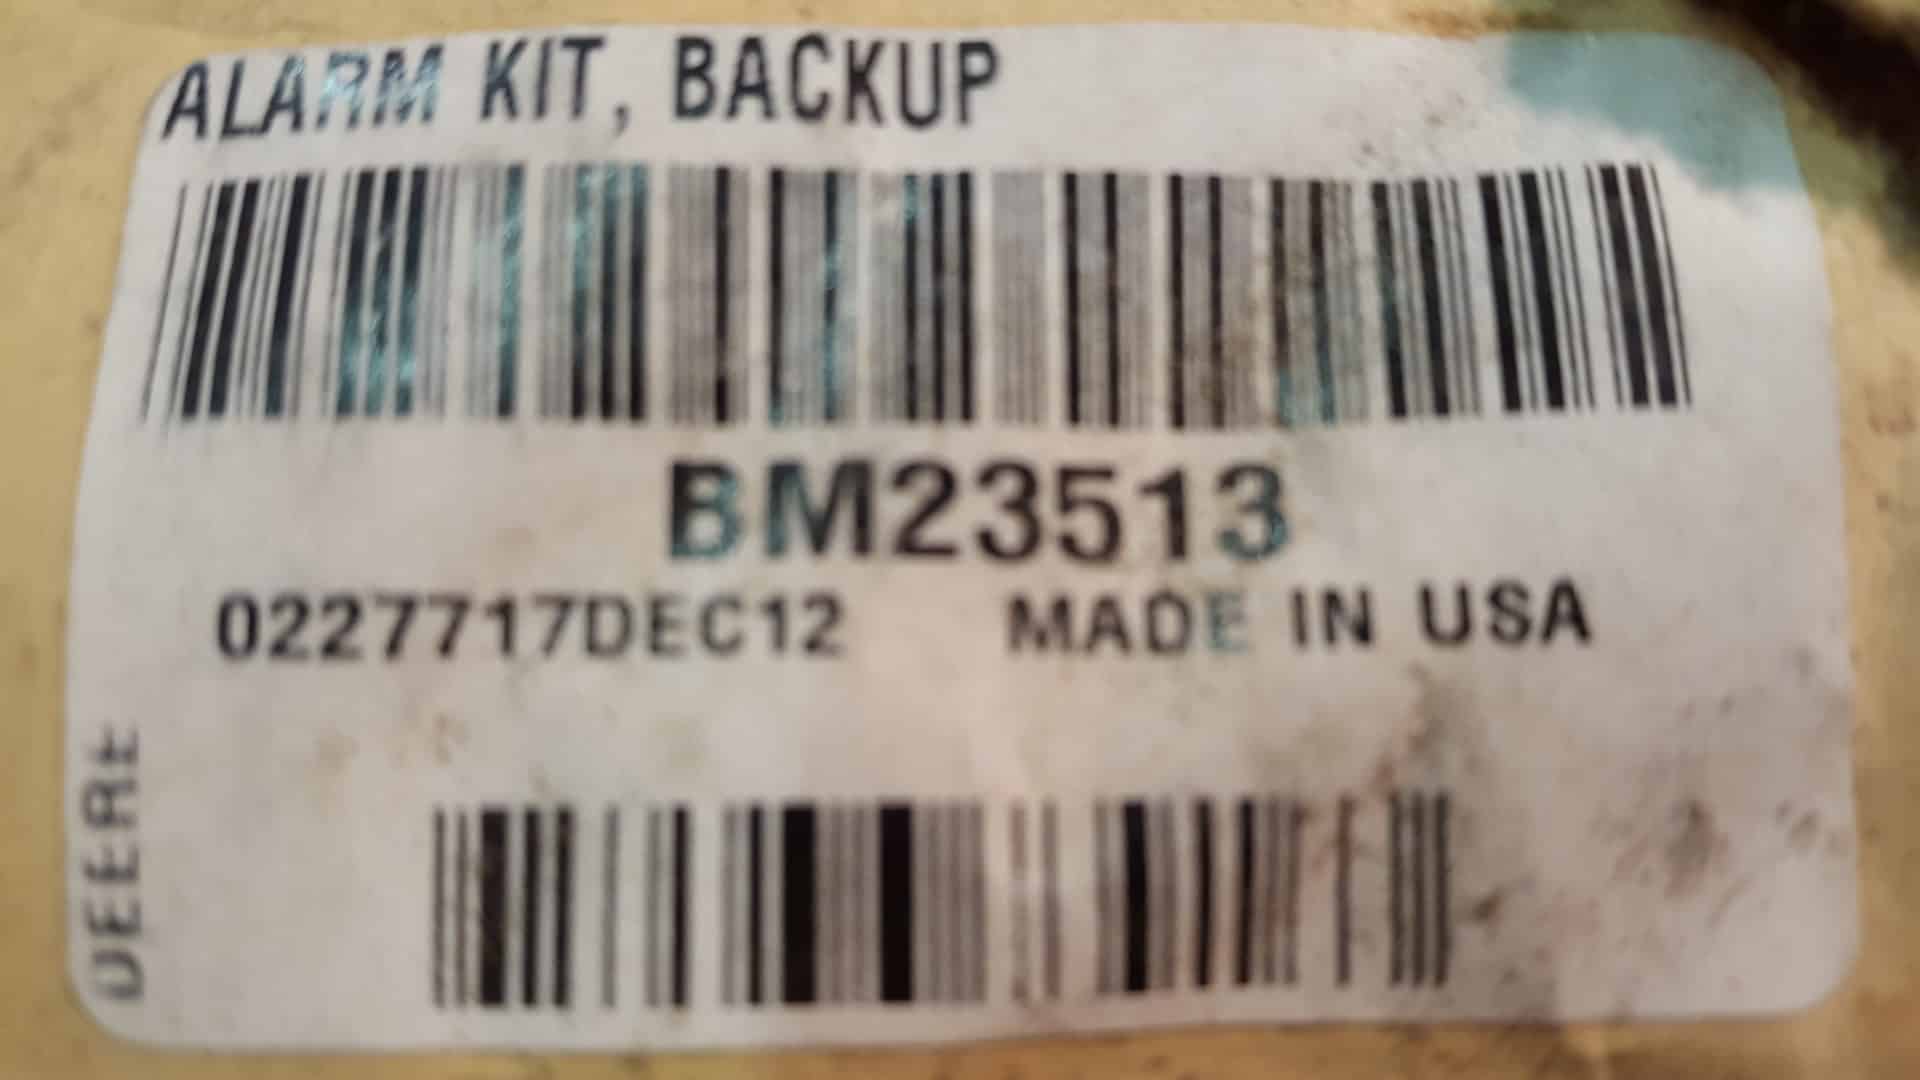 ALARM KIT, BACKUP
BM23513
0227717DEC12 MADE IN USA
DEERE